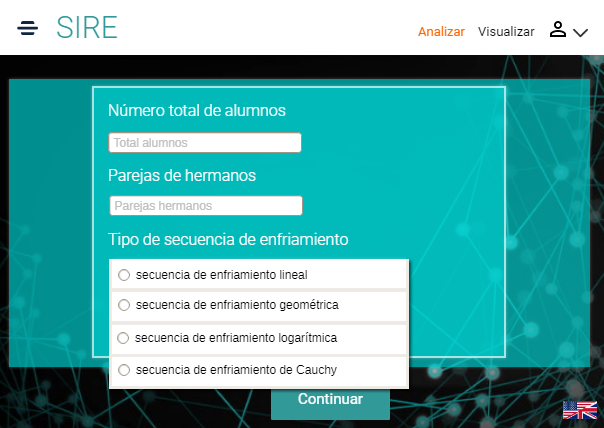 SIRE
Analizar
Visualizar
Número total de alumnos
Total alumnos
Parejas de hermanos
Parejas hermanos
Tipo de secuencia de enfriamiento
secuencia de enfriamiento lineal
secuencia de enfriamiento geométrica
secuencia de enfriamiento logarítmica
secuencia de enfriamiento de Cauchy
Continuar